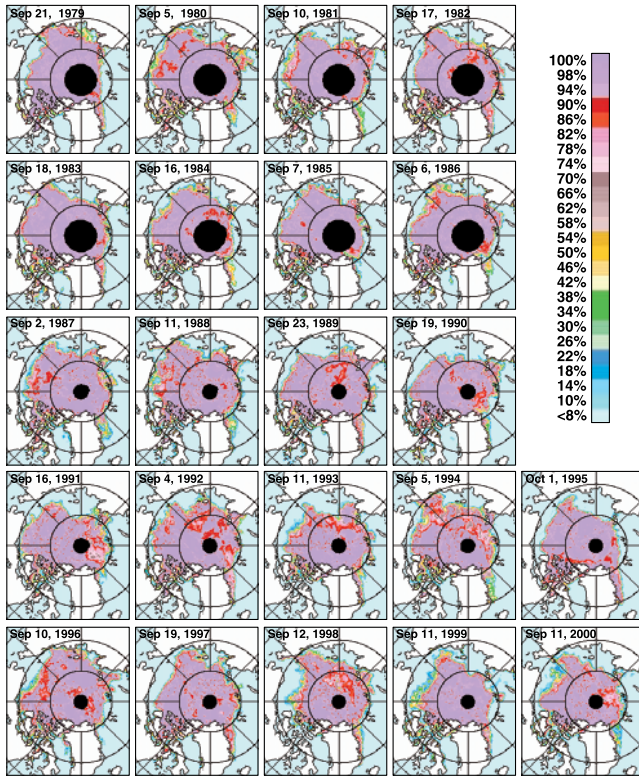 Sep 21, 1979
Sep 5, 1980
Sep 10, 1981
Sep 17, 1982
Sep 18, 1983
Sep 16, 1984
Sep 7, 1985
Sep 6, 1986
Sep 2, 1987
Sep 11, 1988
Sep 23, 1989
Sep 19, 1990
Sep 16, 1991
Sep 4, 1992
Sep 11, 1993
Sep 5, 1994
Oct 1, 1995
Sep 10, 1996
Sep 19, 1997
Sep 12, 1998
Sep 11, 1999
Sep 11, 2000
100%
98%
94%
90%
86%
82%
78%
74%
70%
66%
62%
58%
54%
50%
46%
42%
38%
34%
30%
26%
22%
18%
14%
10%
<8%